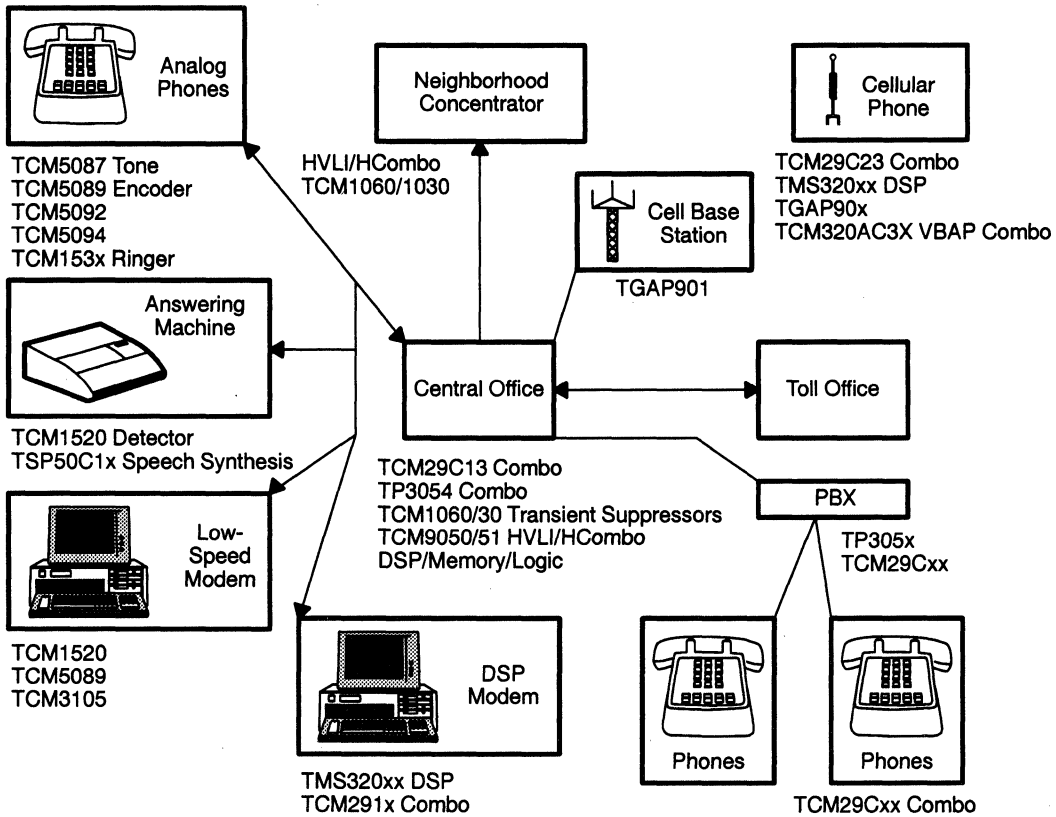 Analog
Phones
TCM5087 Tone
TCM5089 Encoder
TCM5092
TCM5094
TCM153x Ringer
Neighborhood
Concentrator
HVLI/HCombo
TCM1060/1030
Cellular
Phone
TCM29C23 Combo
TMS320xx DSP
TGAP90x
TCM320AC3X VBAP Combo
Cell Base
Station
TGAP901
Answering
Machine
TCM1520 Detector
TSP50C1x Speech Synthesis
Central Office
TCM29C13 Combo
TP3054 Combo
TCM1060/30 Transient Suppressors
TCM9050/51 HVLI/HCombo
DSP/Memory/Logic
Toll Office
PBX
TP305x
TCM29Cxx
Low-
Speed
Modem
TCM1520
TCM5089
TCM3105
DSP
Modem
TMS320xx DSP
TCM291x Combo
Phones
Phones
TCM29Cxx Combo